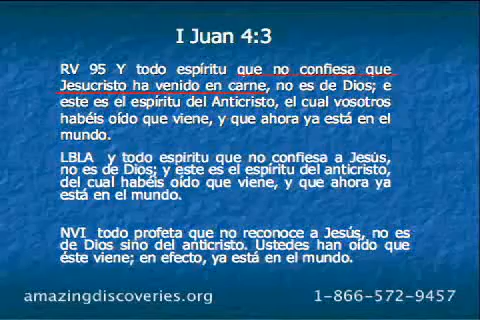 I Juan 4:3
RV 95 Y todo espíritu que no confiesa que
Jesucristo ha venido en carne, no es de Dios; e
este es el espíritu del Anticristo, el cual vosotros
habéis oído que viene, y que ahora ya está en el
mundo.
LBLA y todo espiritu que no confiesa a Jesús,
no es de Dios; y este es el espíritu del anticristo,
del cual habéis oído que viene, y que ahora ya
está en el mundo.
NVI todo profeta que no reconoce a Jesús, no es
de Dios sino del anticristo. Ustedes han oído que
éste viene; en efecto, ya está en el mundo.
amazingdiscoveries.org 1-866-572-9457